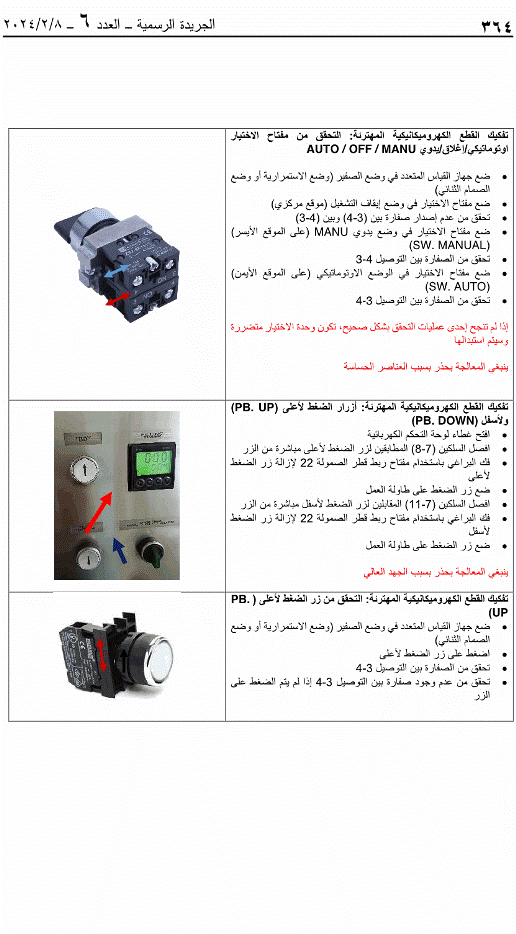 ٣٦٤
الجريدة الرسمية ــ العدد ٦ ــ ٢٠٢٤/٢/٨
تفكيك القطع الكهروميكانيكية المهترئة: التحقق من مفتاح الاختيار
اوتوماتيكي/إغلاق/يدوي AUTO / OFF / MANU
• ضع جهاز القياس المتعدد في وضع الصفير (وضع الاستمرارية أو وضع
الصمام الثنائي)
• ضع مفتاح الاختيار في وضع إيقاف التشغيل (موقع مركزي)
• تحقق من عدم إصدار صفارة بين (3-4) وبين (4-3)
• ضع مفتاح الاختيار في وضع يدوي MANU (على الموقع الأيسر)
(SW. MANUAL)
• تحقق من الصفارة بين التوصيل 4-3
• ضع مفتاح الاختيار في الوضع الاوتوماتيكي (على الموقع الأيمن)
(SW. AUTO)
• تحقق من الصفارة بين التوصيل 3-4
إذا لم تنجح إحدى عمليات التحقق بشكل صحيح، تكون وحدة الاختيار متضررة
وسيتم استبدالها
ينبغي المعالجة بحذر بسبب العناصر الحساسة
تفكيك القطع الكهروميكانيكية المهترئة: أزرار الضغط لأعلى (PB. UP)
ولأسفل (PB. DOWN)
• افتح غطاء لوحة التحكم الكهربائية
• افصل السلكين (7-8) المطابقين لزر الضغط لأعلى مباشرة من الزر
• فك البراغي باستخدام مفتاح ربط قطر الصمولة 22 لإزالة زر الضغط
لأعلى
• ضع زر الضغط على طاولة العمل
• افصل السلكين (7-11) المقابلين لزر الضغط لأسفل مباشرة من الزر
• فك البراغي باستخدام مفتاح ربط قطر الصمولة 22 لإزالة زر الضغط
لأسفل
• ضع زر الضغط على طاولة العمل
ينبغي المعالجة بحذر بسبب الجهد العالي
تفكيك القطع الكهروميكانيكية المهترئة: التحقق من زر الضغط لأعلى (PB.
UP)
• ضع جهاز القياس المتعدد في وضع الصفير (وضع الاستمرارية أو وضع
الصمام الثنائي)
• اضغط على زر الضغط لأعلى
• تحقق من الصفارة بين التوصيل 3-4
• تحقق من عدم وجود صفارة بين التوصيل 3-4 إذا لم يتم الضغط على
الزر